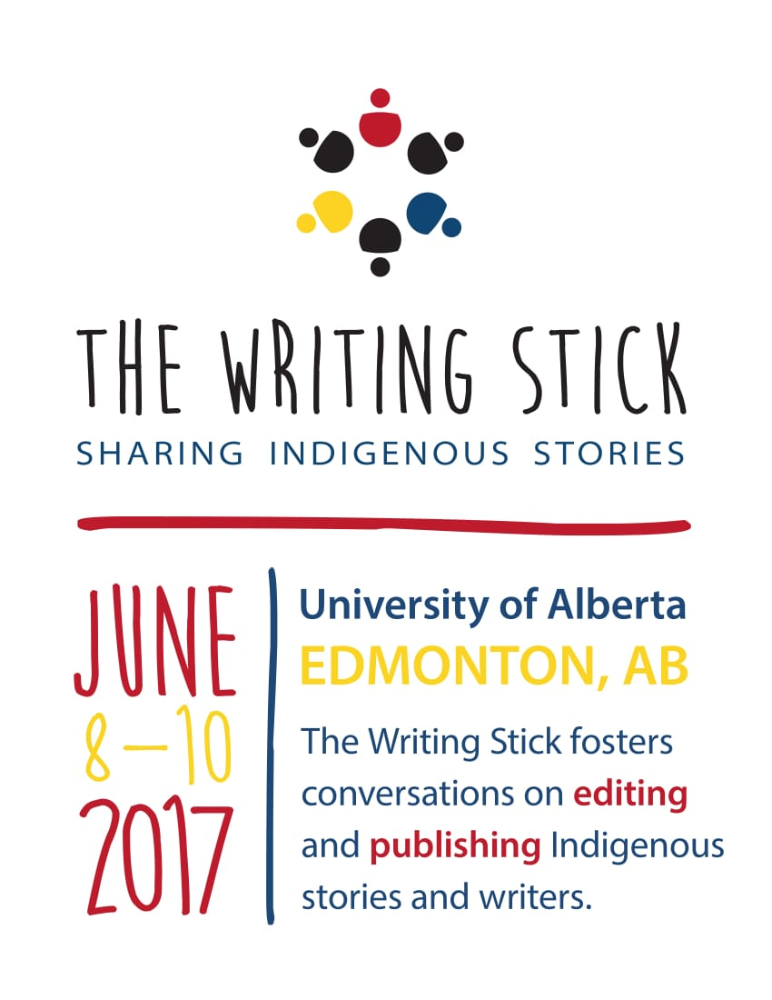 THE WRITING STICK
SHARING INDIGENOUS STORIES
JUNE
8–10
2017
University of Alberta
EDMONTON, AB
The Writing Stick fosters
conversations on editing
and publishing Indigenous
stories and writers.